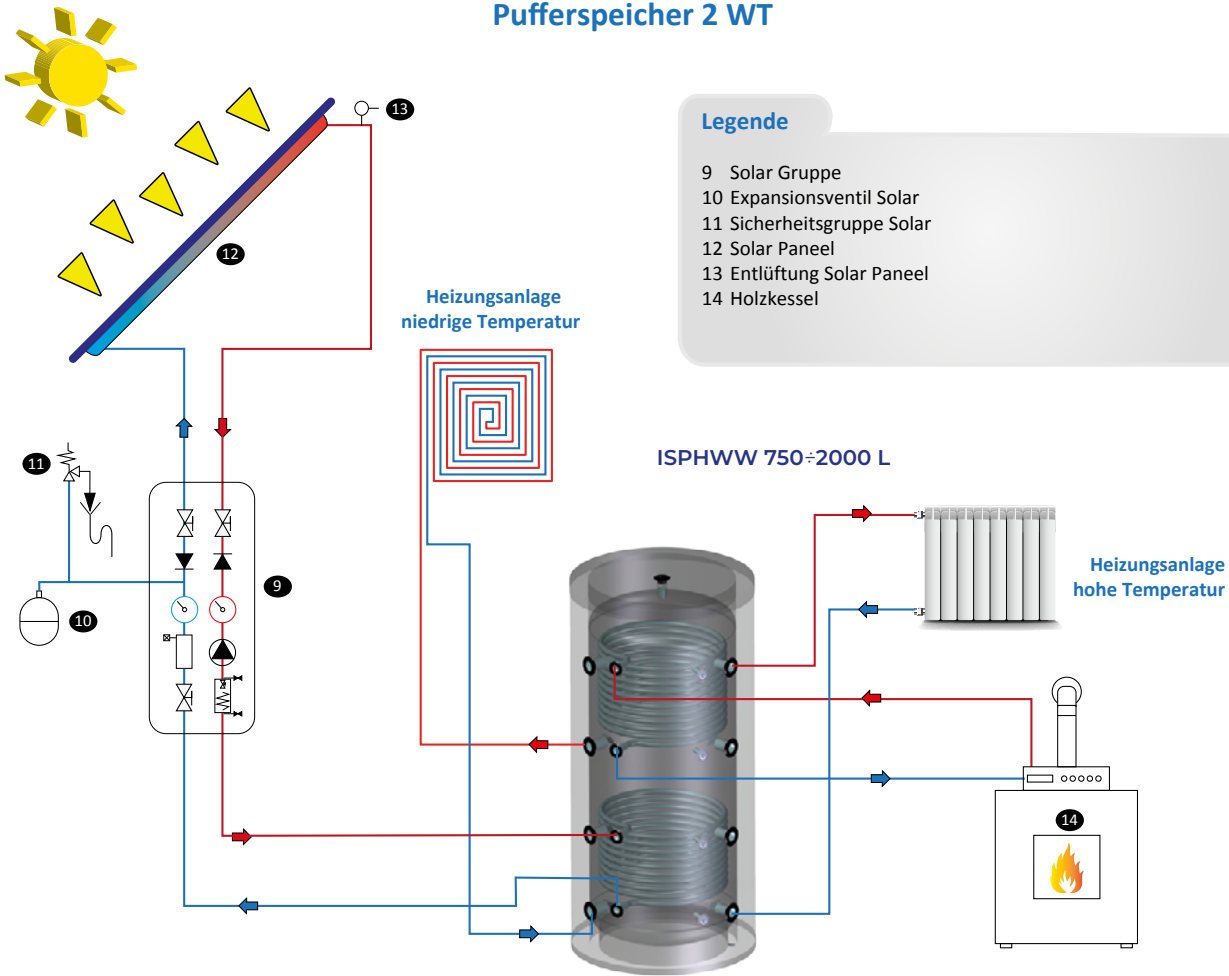 Pufferspeicher 2 WT
13
Legende
9 Solar Gruppe
10 Expansionsventil Solar
11 Sicherheitsgruppe Solar
12 Solar Paneel
13 Entlüftung Solar Paneel
14 Holzkessel
12
Heizungsanlage
niedrige Temperatur
11
ISPHWW 750÷2000 L
Heizungsanlage
hohe Temperatur
9
10
14